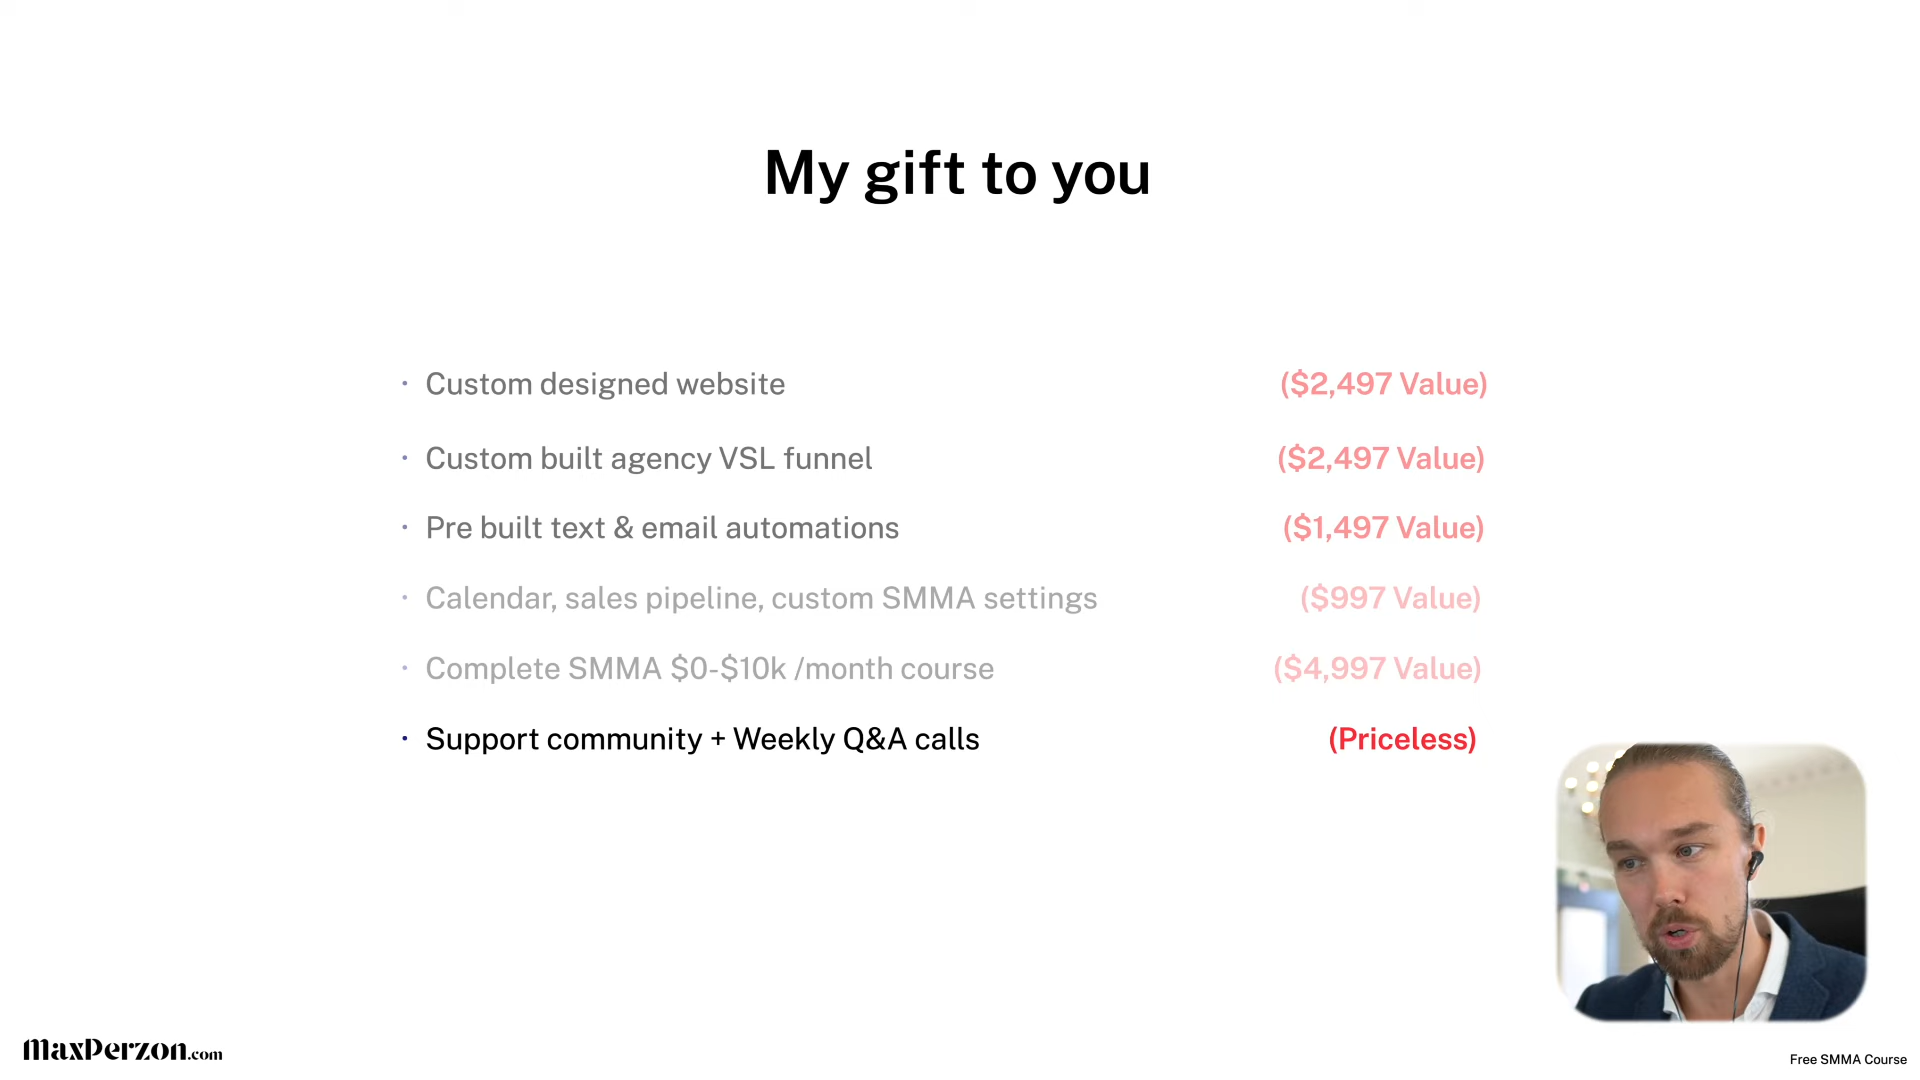 My gift to you
· Custom designed website ($2,497 Value)
· Custom built agency VSL funnel ($2,497 Value)
· Pre built text & email automations ($1,497 Value)
· Calendar, sales pipeline, custom SMMA settings ($997 Value)
· Complete SMMA $0-$10k /month course ($4,997 Value)
· Support community + Weekly Q&A calls (Priceless)
MaxPerzon.com
Free SMMA Course